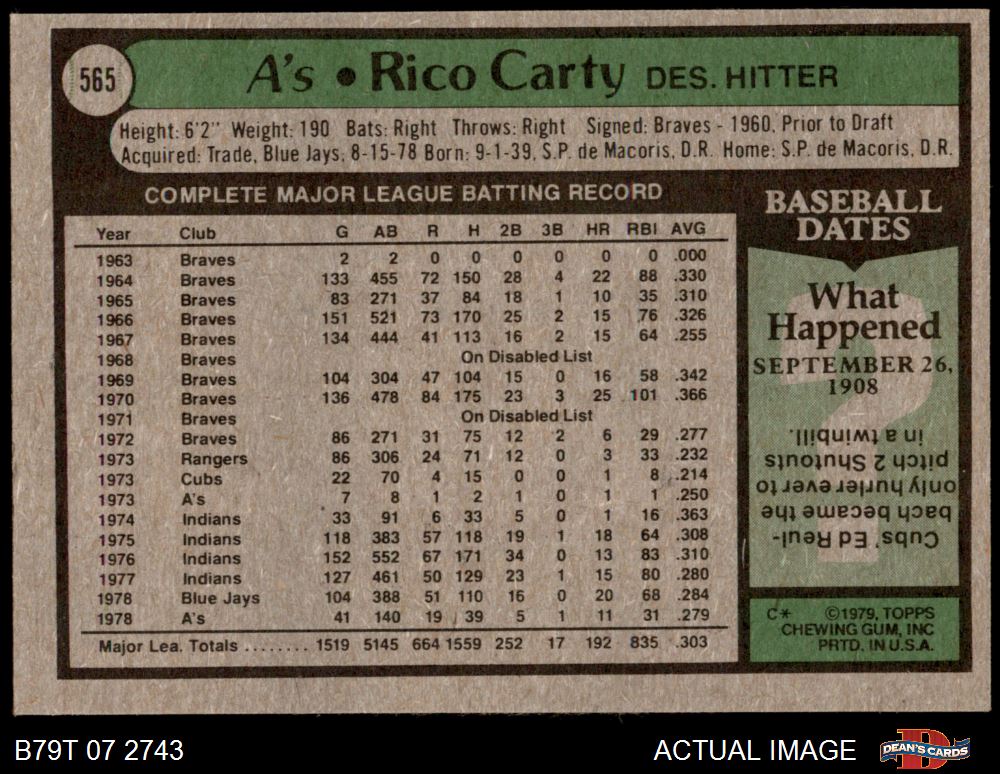 565
A's • Rico Carty DES. HITTER
Height: 6'2" Weight: 190 Bats: Right Throws: Right Signed: Braves - 1960, Prior to Draft
Acquired: Trade, Blue Jays, 8-15-78 Born: 9-1-39, S.P. de Macoris, D.R. Home: S.P. de Macoris, D.R.
COMPLETE MAJOR LEAGUE BATTING RECORD
Year Club G AB R H 2B 3B HR RBI AVG
1963 Braves 2 2 0 0 0 0 0 0 .000
1964 Braves 133 455 72 150 28 4 22 88 .330
1965 Braves 83 271 37 84 18 1 10 35 .310
1966 Braves 151 521 73 170 25 2 15 76 .326
1967 Braves 134 444 41 113 16 2 15 64 .255
1968 Braves On Disabled List
1969 Braves 104 304 47 104 15 0 16 58 .342
1970 Braves 136 478 84 175 23 3 25 101 .366
1971 Braves On Disabled List
1972 Braves 86 271 31 75 12 2 6 29 .277
1973 Rangers 86 306 24 71 12 0 3 33 .232
1973 Cubs 22 70 4 15 0 0 1 8 .214
1973 A's 7 8 1 2 1 0 1 1 .250
1974 Indians 33 91 6 33 5 0 1 16 .363
1975 Indians 118 383 57 118 19 1 18 64 .308
1976 Indians 152 552 67 171 34 0 13 83 .310
1977 Indians 127 461 50 129 23 1 15 80 .280
1978 Blue Jays 104 388 51 110 16 0 20 68 .284
1978 A's 41 140 19 39 5 1 11 31 .279
Major Lea. Totals ........ 1519 5145 664 1559 252 17 192 835 .303
BASEBALL
DATES
What
Happened
SEPTEMBER 26,
1908
?
Cubs' Ed Reul-
bach became the
only hurler ever to
pitch 2 Shutouts
in a twinbill.
C* ©1979, TOPPS
CHEWING GUM, INC
PRTD. IN U.S.A.
B79T 07 2743
ACTUAL IMAGE
D
DEAN'S CARDS